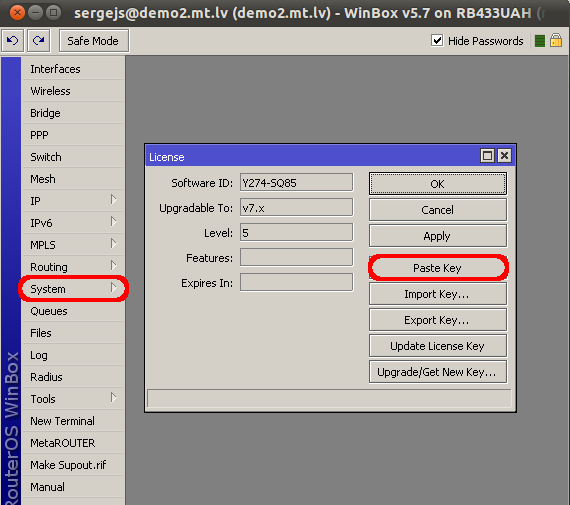 sergejs@demo2.mt.lv (demo2.mt.lv) - WinBox v5.7 on RB433UAH (
Safe Mode
Hide Passwords
Interfaces
Wireless
Bridge
PPP
Switch
Mesh
IP
IPv6
MPLS
Routing
System
Queues
Files
Log
Radius
Tools
New Terminal
MetaROUTER
Make Supout.rif
Manual
RouterOS WinBox
License
Software ID: Y274-SQ85
Upgradable To: v7.x
Level: 5
Features:
Expires In:
OK
Cancel
Apply
Paste Key
Import Key...
Export Key...
Update License Key
Upgrade/Get New Key...